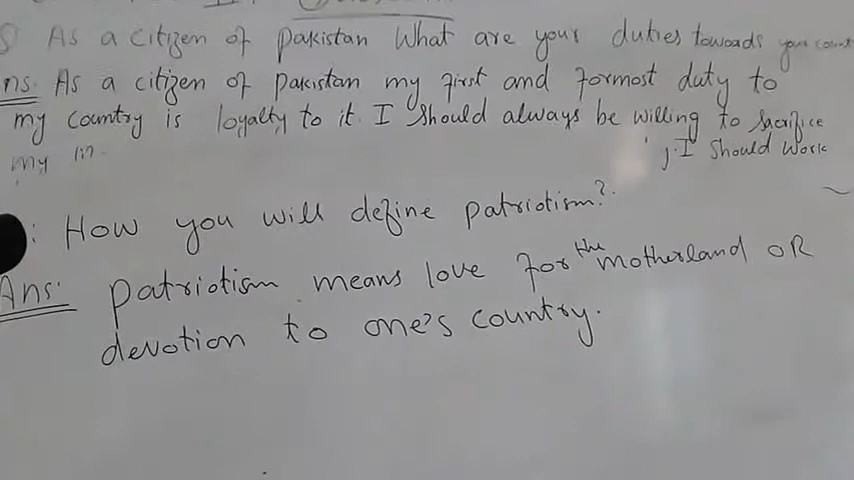 As a citizen of Pakistan What are your duties towards your
Ans. As a citizen of Pakistan my first and formost duty to
my country is loyalty to it. I should always be willing to sacrifice
my
I should work
: How you will define patriotism?
Ans: Patriotism means love for the motherland OR
devotion to one's country.